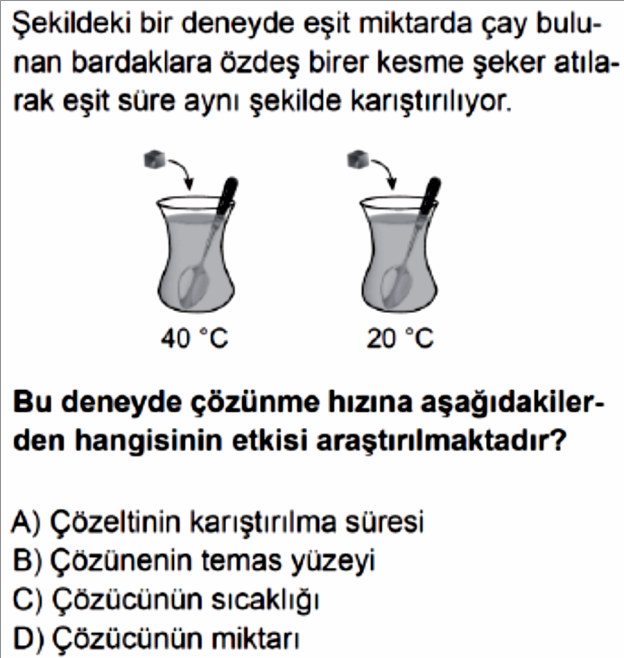 Şekildeki bir deneyde eşit miktarda çay bulu-
nan bardaklara özdeş birer kesme şeker atıla-
rak eşit süre aynı şekilde karıştırılıyor.
40 °C
20 °C
Bu deneyde çözünme hızına aşağıdakiler-
den hangisinin etkisi araştırılmaktadır?
A) Çözeltinin karıştırılma süresi
B) Çözünenin temas yüzeyi
C) Çözücünün sıcaklığı
D) Çözücünün miktarı